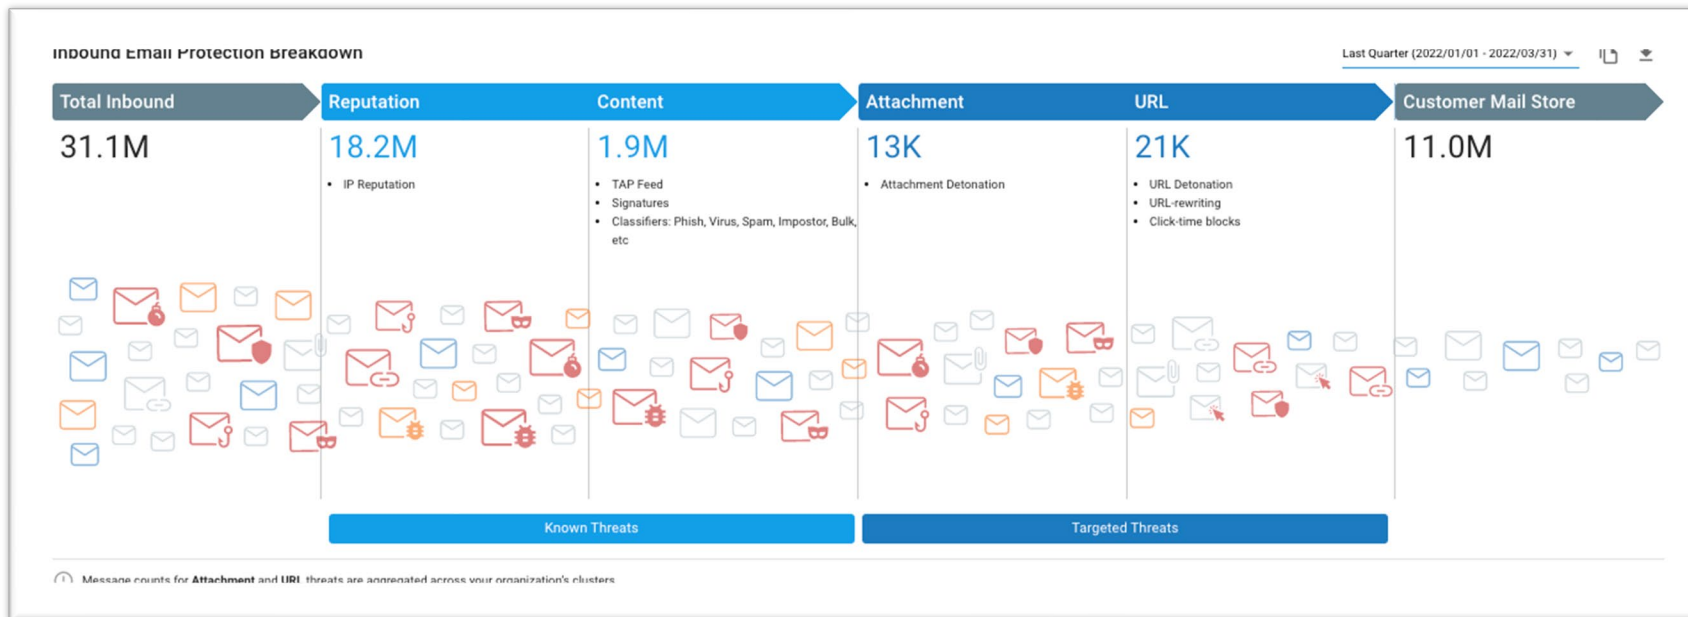 Inbound Email Protection Breakdown
Last Quarter (2022/01/01 - 2022/03/31)
Total Inbound
Reputation
Content
Attachment
URL
Customer Mail Store
31.1M
18.2M
1.9M
13K
21K
11.0M
• IP Reputation
• TAP Feed
• Signatures
• Classifiers: Phish, Virus, Spam, Impostor, Bulk,
etc
• Attachment Detonation
• URL Detonation
• URL-rewriting
• Click-time blocks
Known Threats
Targeted Threats
Message counts for Attachment and URL threats are aggregated across your organization's clusters